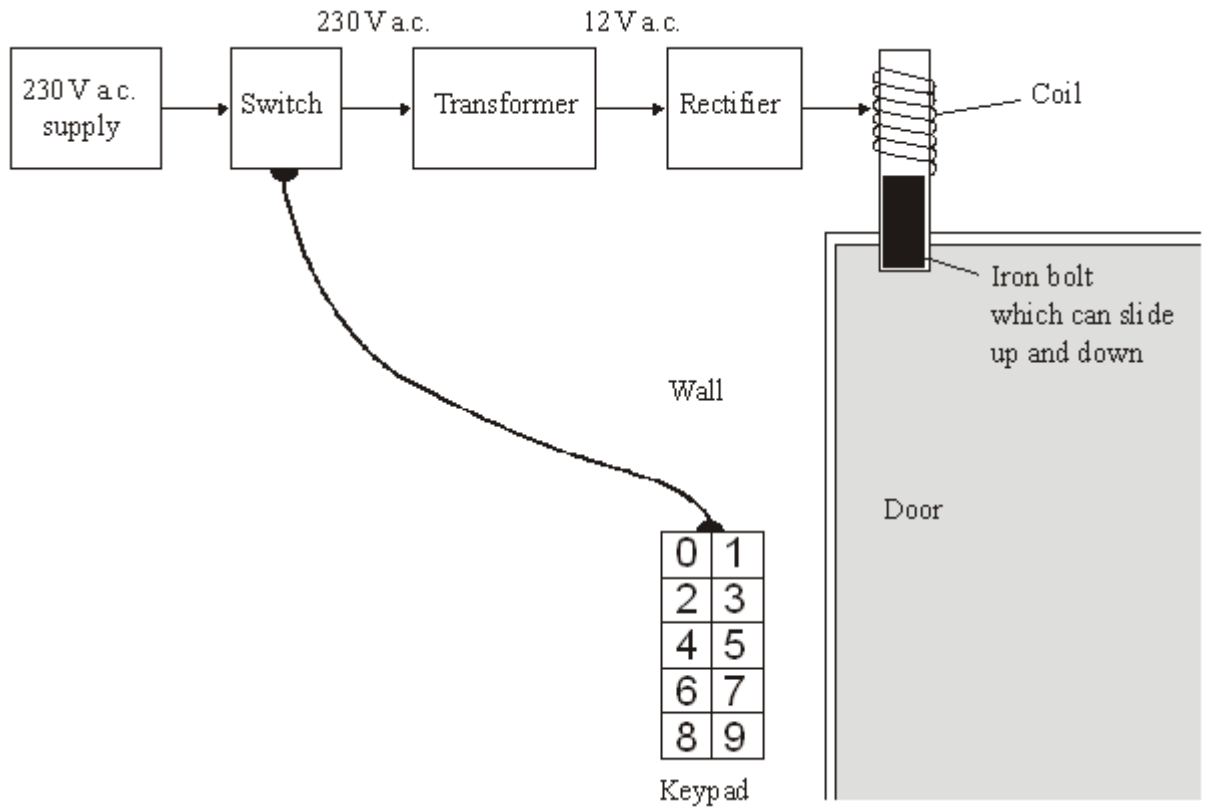 230 V a.c.
12 V a.c.
230 V a.c.
supply
Switch
Transformer
Rectifier
Coil
Iron bolt
which can slide
up and down
Wall
Door
0 1
2 3
4 5
6 7
8 9
Keypad